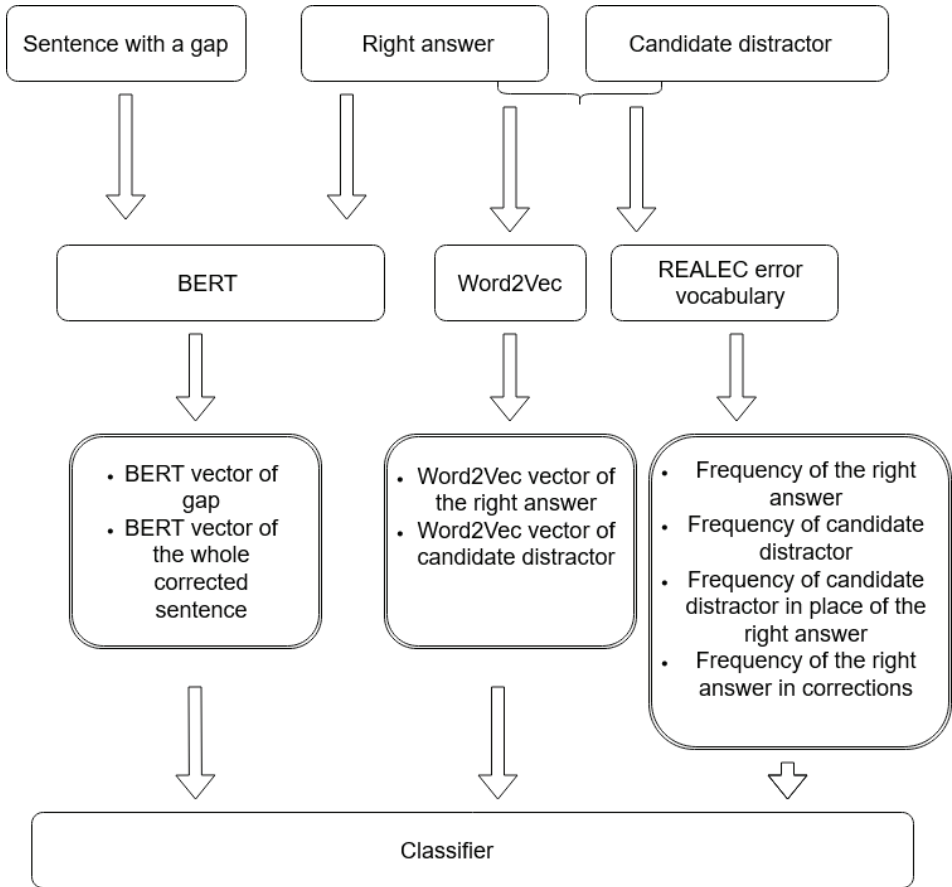 Sentence with a gap
Right answer
Candidate distractor
BERT
Word2Vec
REALEC error
vocabulary
• BERT vector of
gap
• BERT vector of
the whole
corrected
sentence
• Word2Vec vector of
the right answer
• Word2Vec vector of
candidate distractor
• Frequency of the right
answer
• Frequency of candidate
distractor
• Frequency of candidate
distractor in place of the
right answer
• Frequency of the right
answer in corrections
Classifier